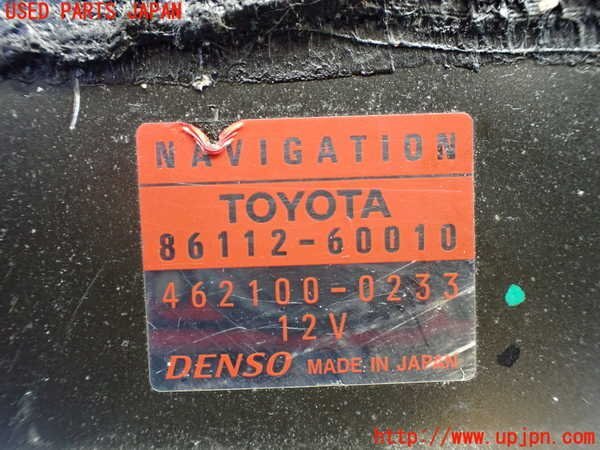 USED PARTS JAPAN
NAVIGATION
TOYOTA
86112-60010
462100-0233
12V
DENSO MADE IN JAPAN
http://www.upjpn.com